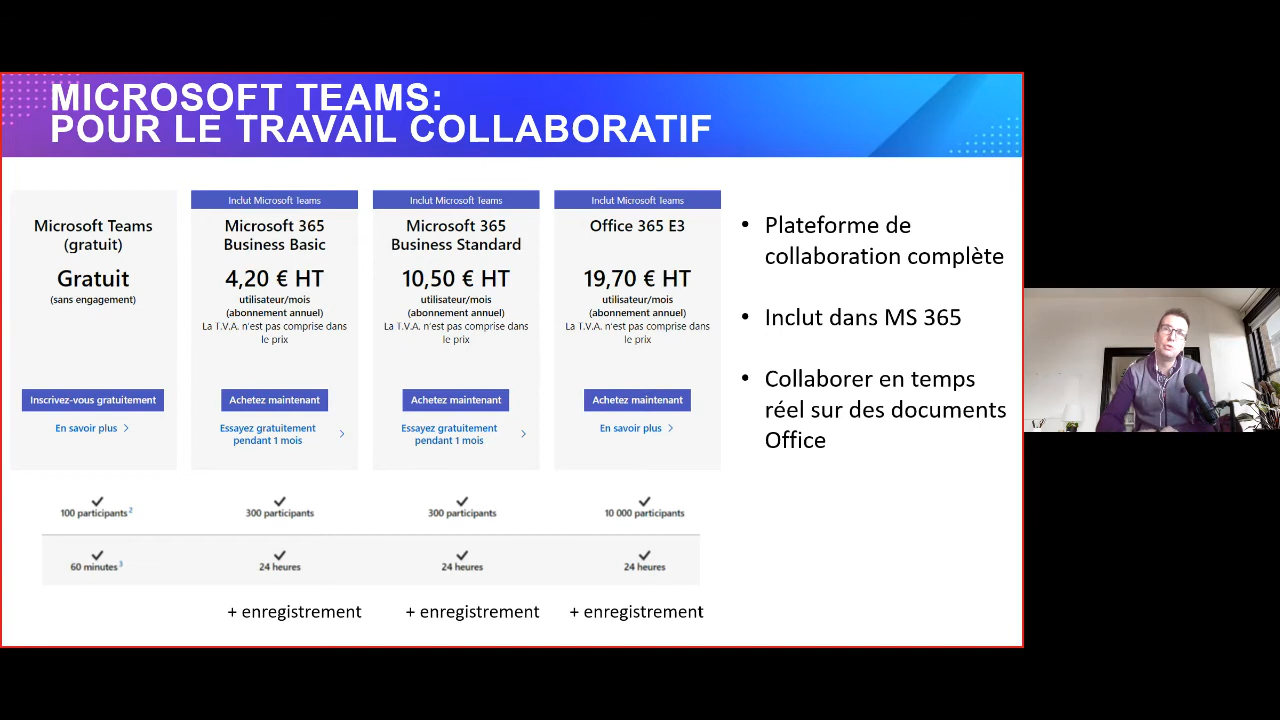 MICROSOFT TEAMS:
POUR LE TRAVAIL COLLABORATIF
Microsoft Teams
(gratuit)
Gratuit
(sans engagement)
Inscrivez-vous gratuitement
En savoir plus
100 participants²
60 minutes³
Inclut Microsoft Teams
Microsoft 365
Business Basic
4,20 € HT
utilisateur/mois
(abonnement annuel)
La T.V.A. n'est pas comprise dans
le prix
Achetez maintenant
Essayez gratuitement
pendant 1 mois
300 participants
24 heures
+ enregistrement
Inclut Microsoft Teams
Microsoft 365
Business Standard
10,50 € HT
utilisateur/mois
(abonnement annuel)
La T.V.A. n'est pas comprise dans
le prix
Achetez maintenant
Essayez gratuitement
pendant 1 mois
300 participants
24 heures
+ enregistrement
Inclut Microsoft Teams
Office 365 E3
19,70 € HT
utilisateur/mois
(abonnement annuel)
La T.V.A. n'est pas comprise dans
le prix
Achetez maintenant
En savoir plus
10 000 participants
24 heures
+ enregistrement
• Plateforme de
collaboration complète
• Inclut dans MS 365
• Collaborer en temps
réel sur des documents
Office